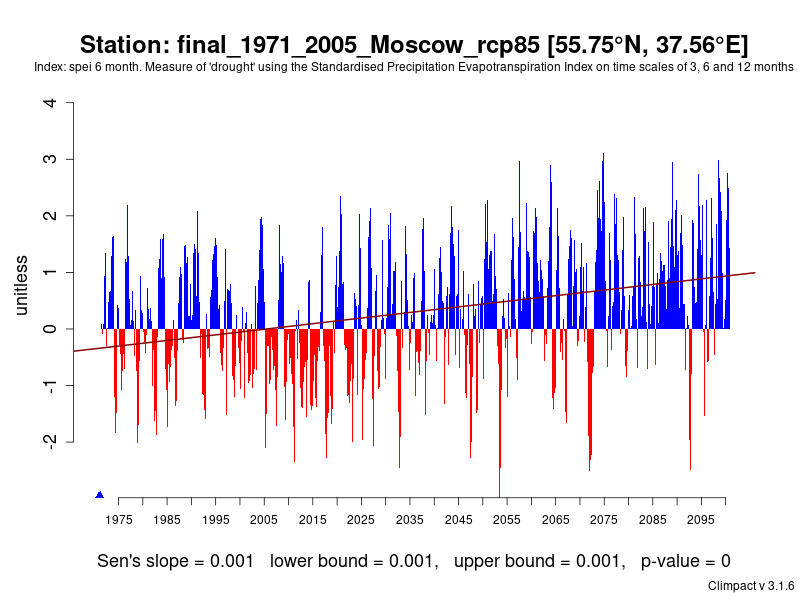 Station: final_1971_2005_Moscow_rcp85 [55.75°N, 37.56°E]
Index: spei 6 month. Measure of 'drought' using the Standardised Precipitation Evapotranspiration Index on time scales of 3, 6 and 12 months
4
3
2
1
0
-1
-2
unitless
1975 1985 1995 2005 2015 2025 2035 2045 2055 2065 2075 2085 2095
Sen's slope = 0.001 lower bound = 0.001, upper bound = 0.001, p-value = 0
Climpact v 3.1.6